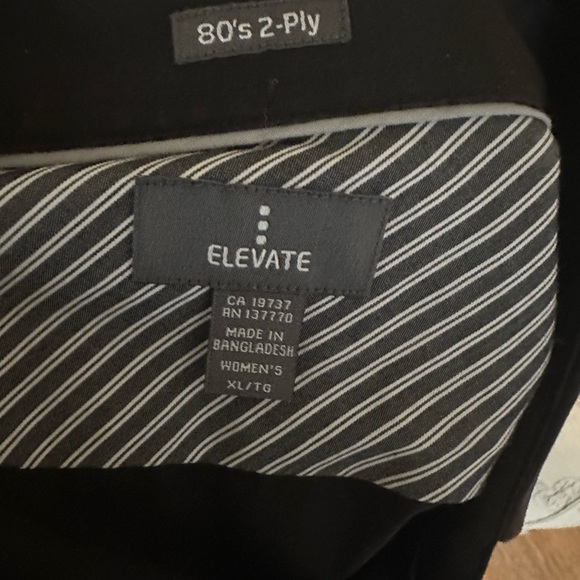 80's 2-Ply
ELEVATE
CA 19737
RN 137770
MADE IN
BANGLADESH
WOMEN'S
XL/TG